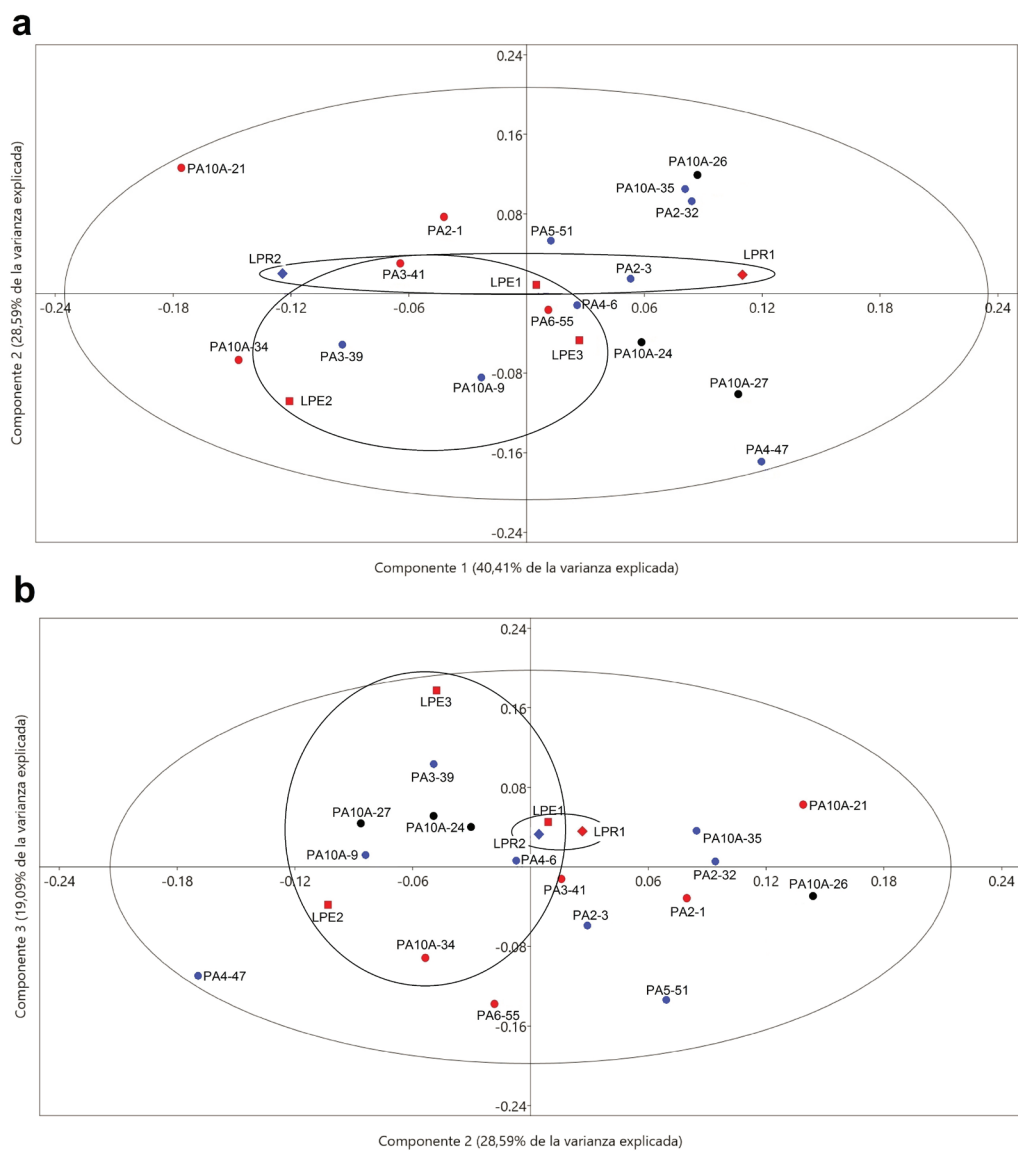 a
0.24
0.16
PA10A-26
PA10A-21
PA10A-35
PA2-32
0.08
PA2-1
PA5-51
LPR2
LPR1
PA3-41
PA2-3
LPE1
-0.24
-0.18
-0.12
-0.06
PA4-6
0.06
0.12
0.18
0.24
PA6-55
PA10A-34
PA3-39
LPE3
PA10A-24
-0.08
PA10A-9
PA10A-27
LPE2
PA4-47
-0.16
-0.24
Componente 2 (28,59% de la varianza explicada)
Componente 1 (40,41% de la varianza explicada)
b
0.24
LPE3
0.16
PA3-39
0.08
PA10A-27
LPE1
PA10A-21
PA10A-24
LPR1
PA10A-35
LPR2
PA10A-9
PA4-6
PA2-32
-0.24
-0.18
-0.12
-0.06
0.06
0.12
0.18
0.24
PA3-41
PA10A-26
LPE2
PA2-3
PA2-1
PA10A-34
-0.08
PA4-47
PA5-51
PA6-55
-0.16
-0.24
Componente 3 (19,09% de la varianza explicada)
Componente 2 (28,59% de la varianza explicada)